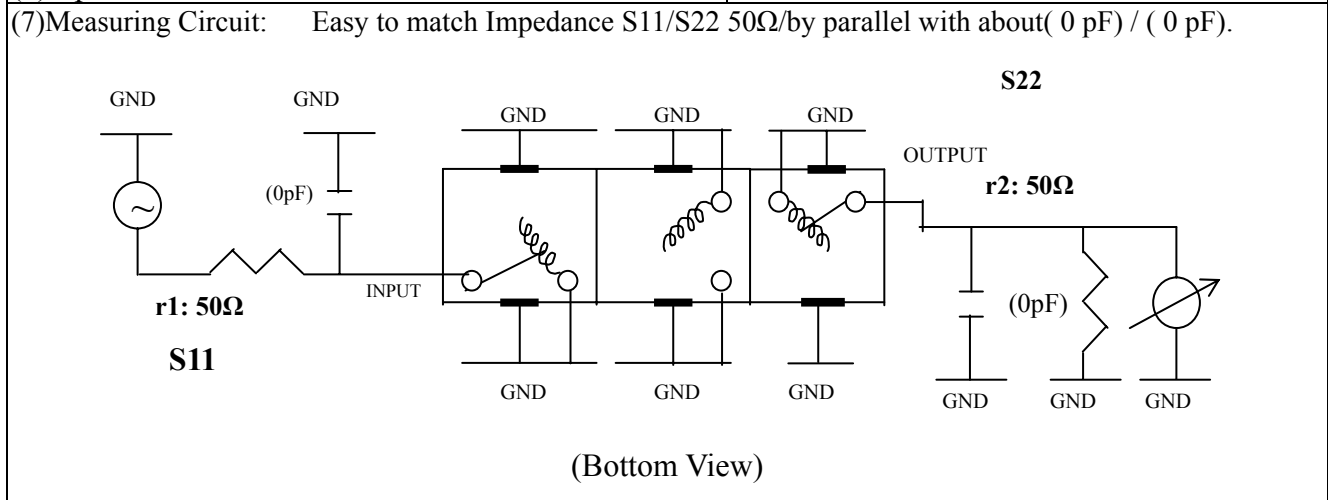 (7)Measuring Circuit: Easy to match Impedance S11/S22 50Ω/by parallel with about( 0 pF) / ( 0 pF).
S22
GND GND GND GND GND
OUTPUT
(0pF) r2: 50Ω
INPUT (0pF)
r1: 50Ω
S11
GND GND GND GND GND GND
(Bottom View)